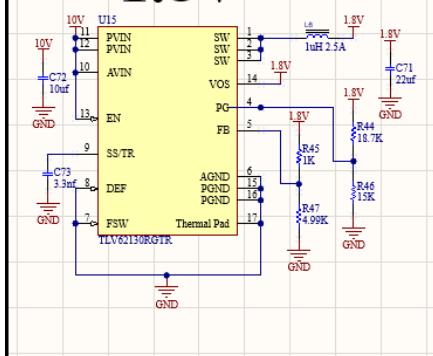 10V
U15
L8
1.8V
11
PVIN
SW
1
12
PVIN
SW
2
SW
3
1uH 2.5A
10V
1.8V
10
AVIN
1.8V
VOS
14
C72
10uf
C71
22uf
1.8V
PG
4
GND
13
EN
1.8V
FB
5
GND
R44
18.7K
R45
1K
9
SS/TR
AGND
6
C73
3.3nf
8
DEF
PGND
15
PGND
16
R46
15K
R47
4.99K
GND
7
FSW
Thermal Pad
17
TLV62130RGTR
GND
GND
GND